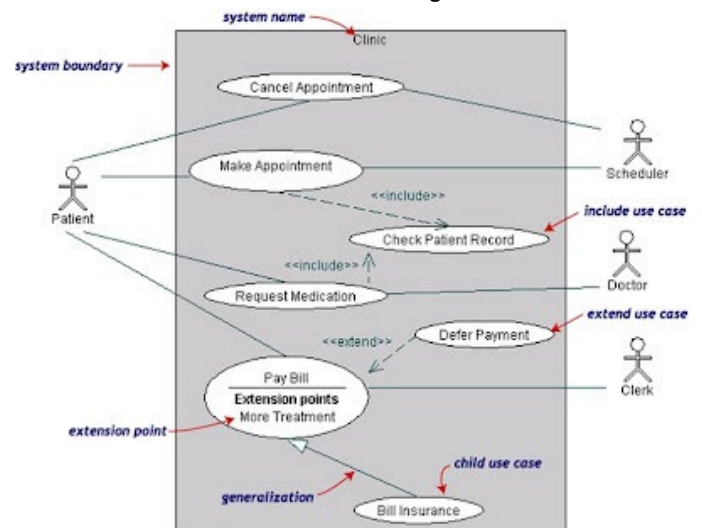 system name
Clinic
system boundary
Cancel Appointment
Make Appointment
Scheduler
<<include>>
Patient
include use case
Check Patient Record
<<include>>
Doctor
Request Medication
extend use case
Defer Payment
<<extend>>
Pay Bill
Extension points
More Treatment
Clerk
extension point
child use case
generalization
Bill Insurance